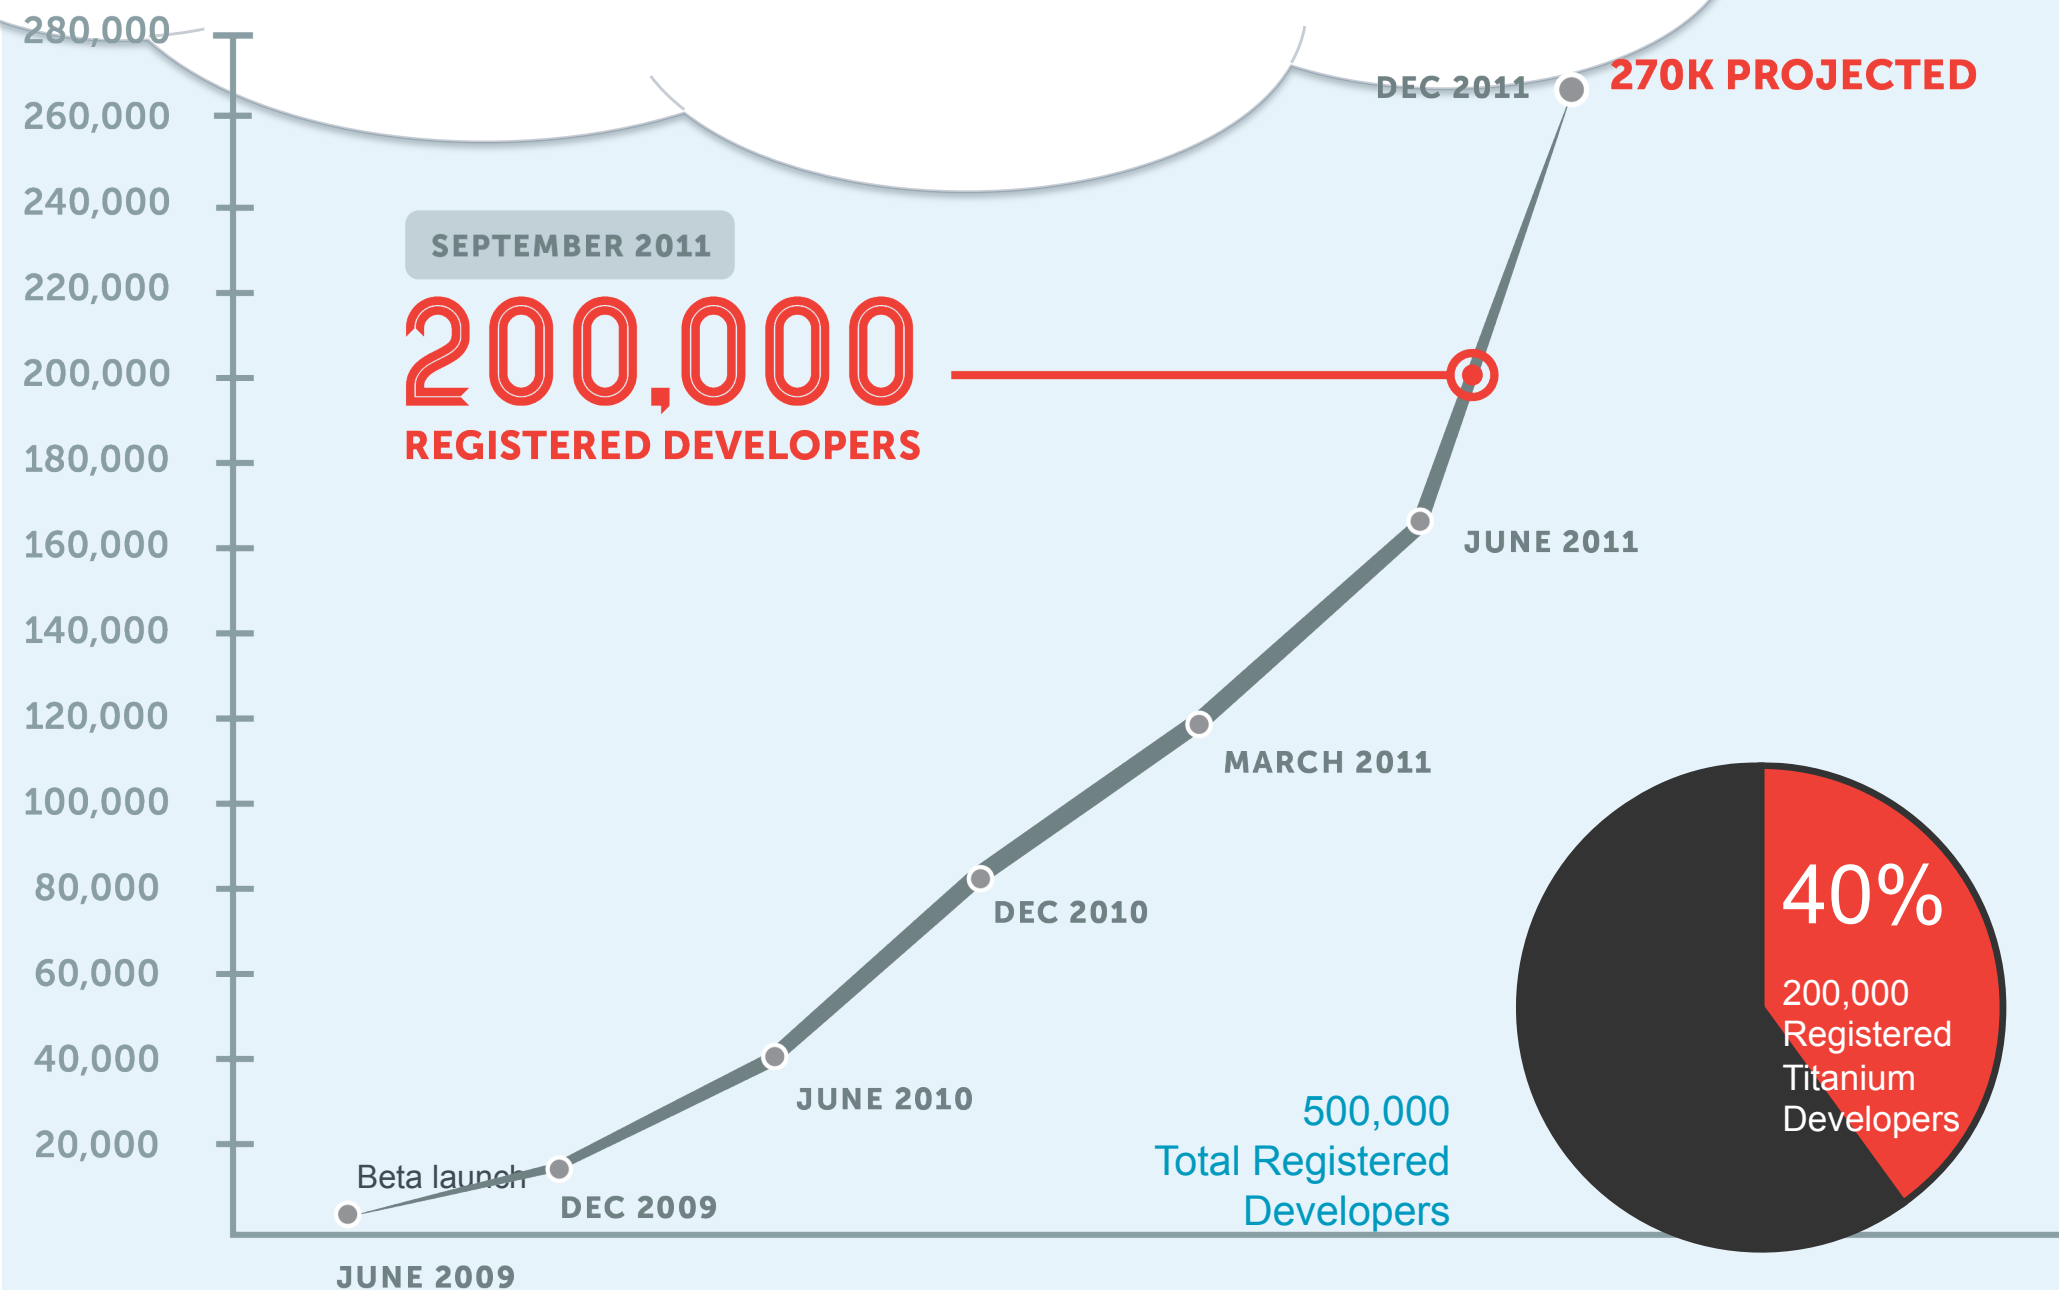 280,000
260,000
240,000
220,000
200,000
180,000
160,000
140,000
120,000
100,000
80,000
60,000
40,000
20,000
SEPTEMBER 2011
200,000
REGISTERED DEVELOPERS
DEC 2011
270K PROJECTED
JUNE 2011
MARCH 2011
DEC 2010
JUNE 2010
Beta launch
DEC 2009
JUNE 2009
500,000
Total Registered
Developers
40%
200,000
Registered
Titanium
Developers